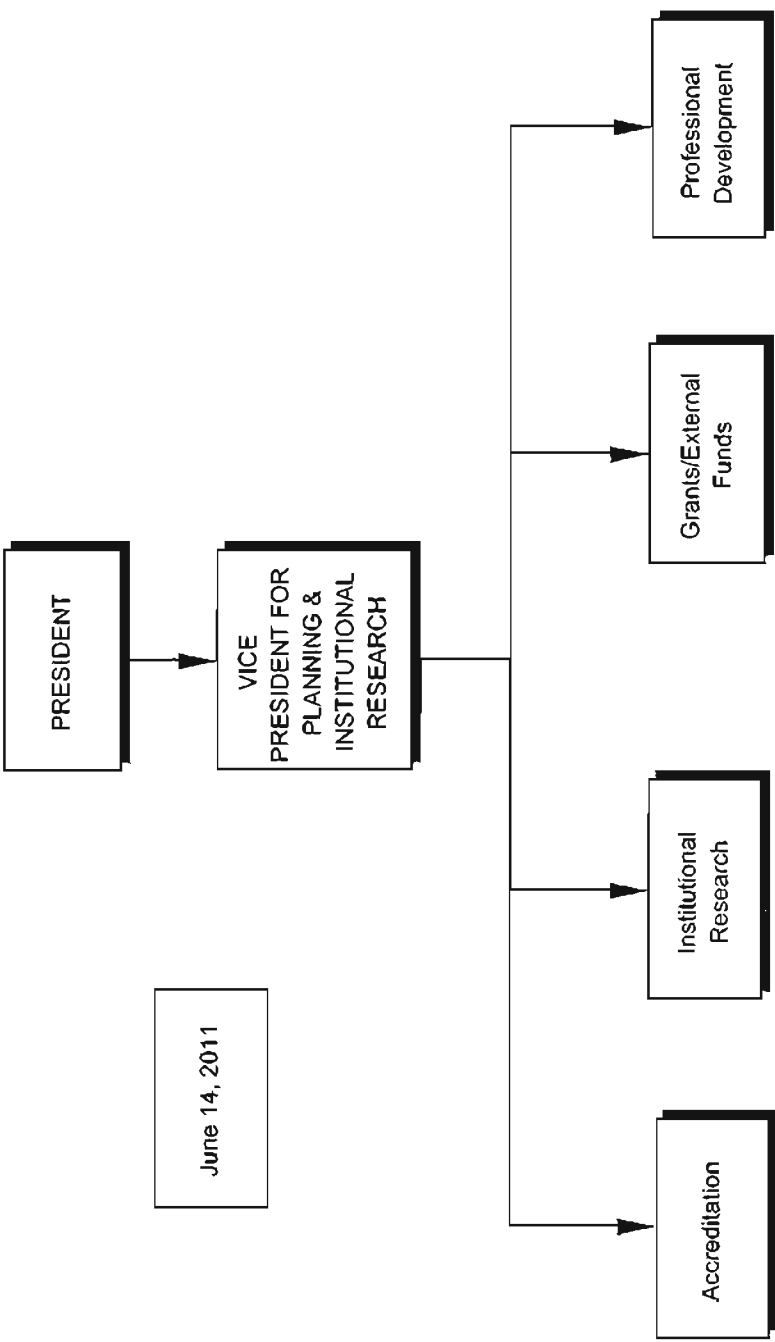 PRESIDENT
June 14, 2011
VICE
PRESIDENT FOR
PLANNING &
INSTITUTIONAL
RESEARCH
Accreditation
Institutional
Research
Grants/External
Funds
Professional
Development